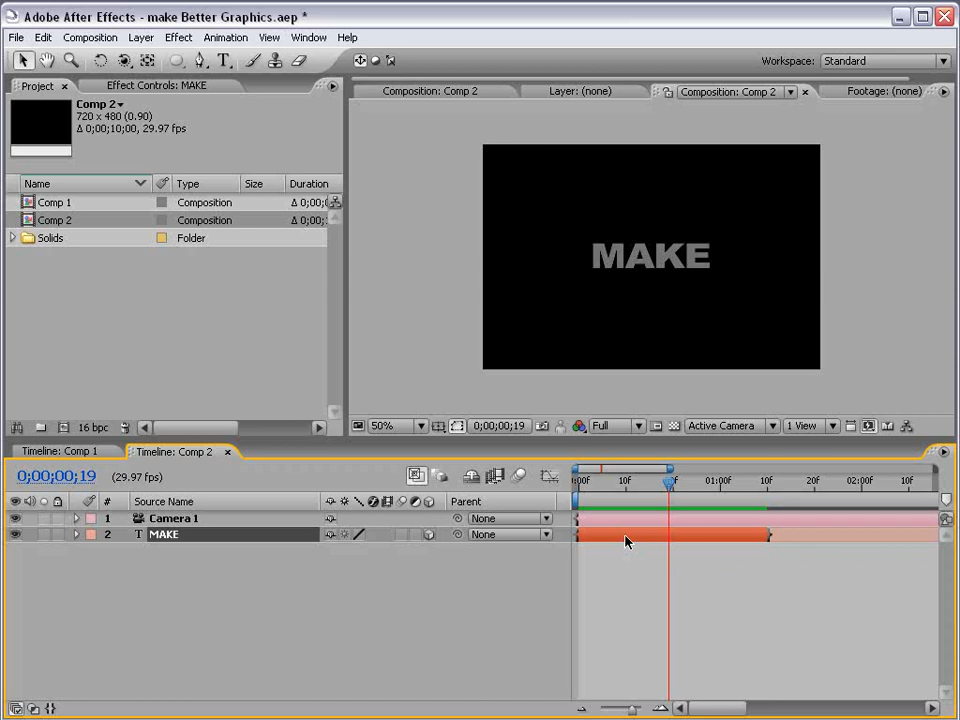 Adobe After Effects - make Better Graphics.aep *
File Edit Composition Layer Effect Animation View Window Help
Workspace: Standard
Project × Effect Controls: MAKE
Composition: Comp 2 Layer: (none) Composition: Comp 2 × Footage: (none)
Comp 2
720 x 480 (0.90)
Δ 0;00;10;00, 29.97 fps
Name Type Size Duration
Comp 1 Composition Δ 0;00;
Comp 2 Composition Δ 0;00;
Solids Folder
MAKE
16 bpc
50% 0;00;00;19 Full Active Camera 1 View
Timeline: Comp 1 Timeline: Comp 2 ×
0;00;00;19 (29.97 fps)
:00F 10F F 01:00F 10F 20F 02:00F 10F
# Source Name Parent
1 Camera 1 None
2 T MAKE None